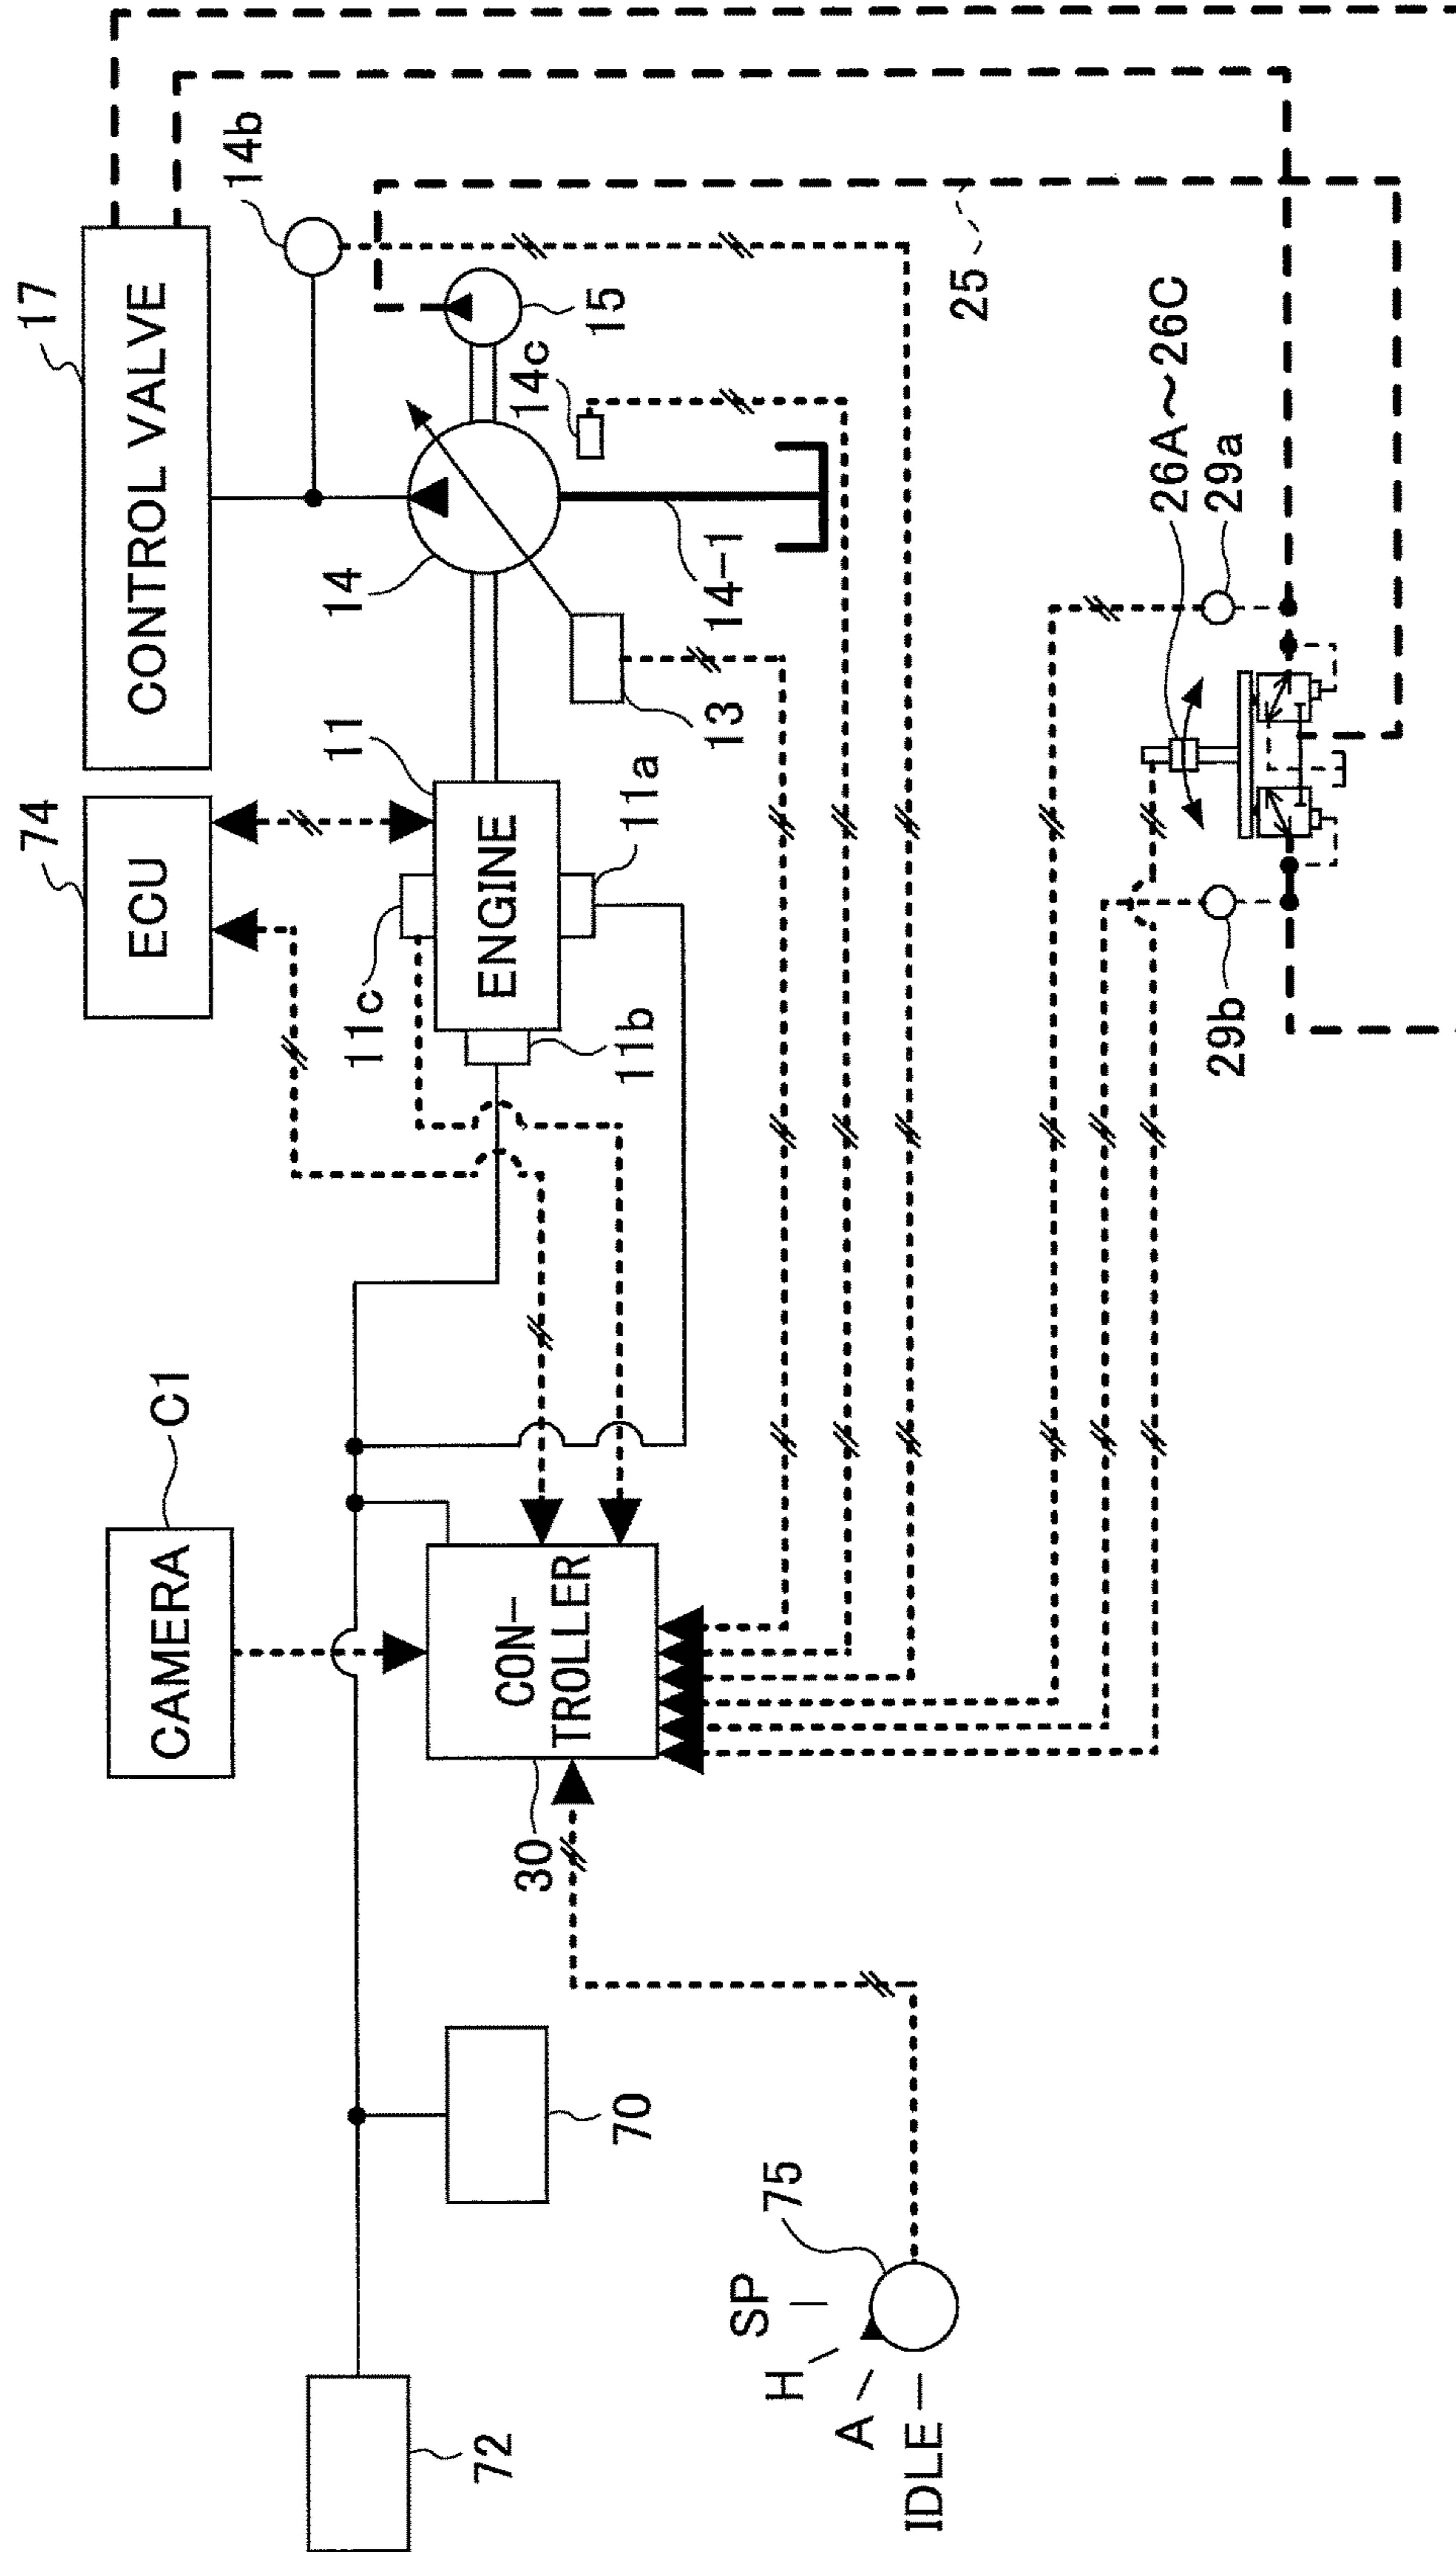 17
CONTROL VALVE
14b
74
ECU
14
15
14c
11
ENGINE
11a
11c
11b
13
14-1
25
CAMERA
C1
CON-
TROLLER
30
26A～26C
29a
29b
70
72
75
SP
H
A
IDLE